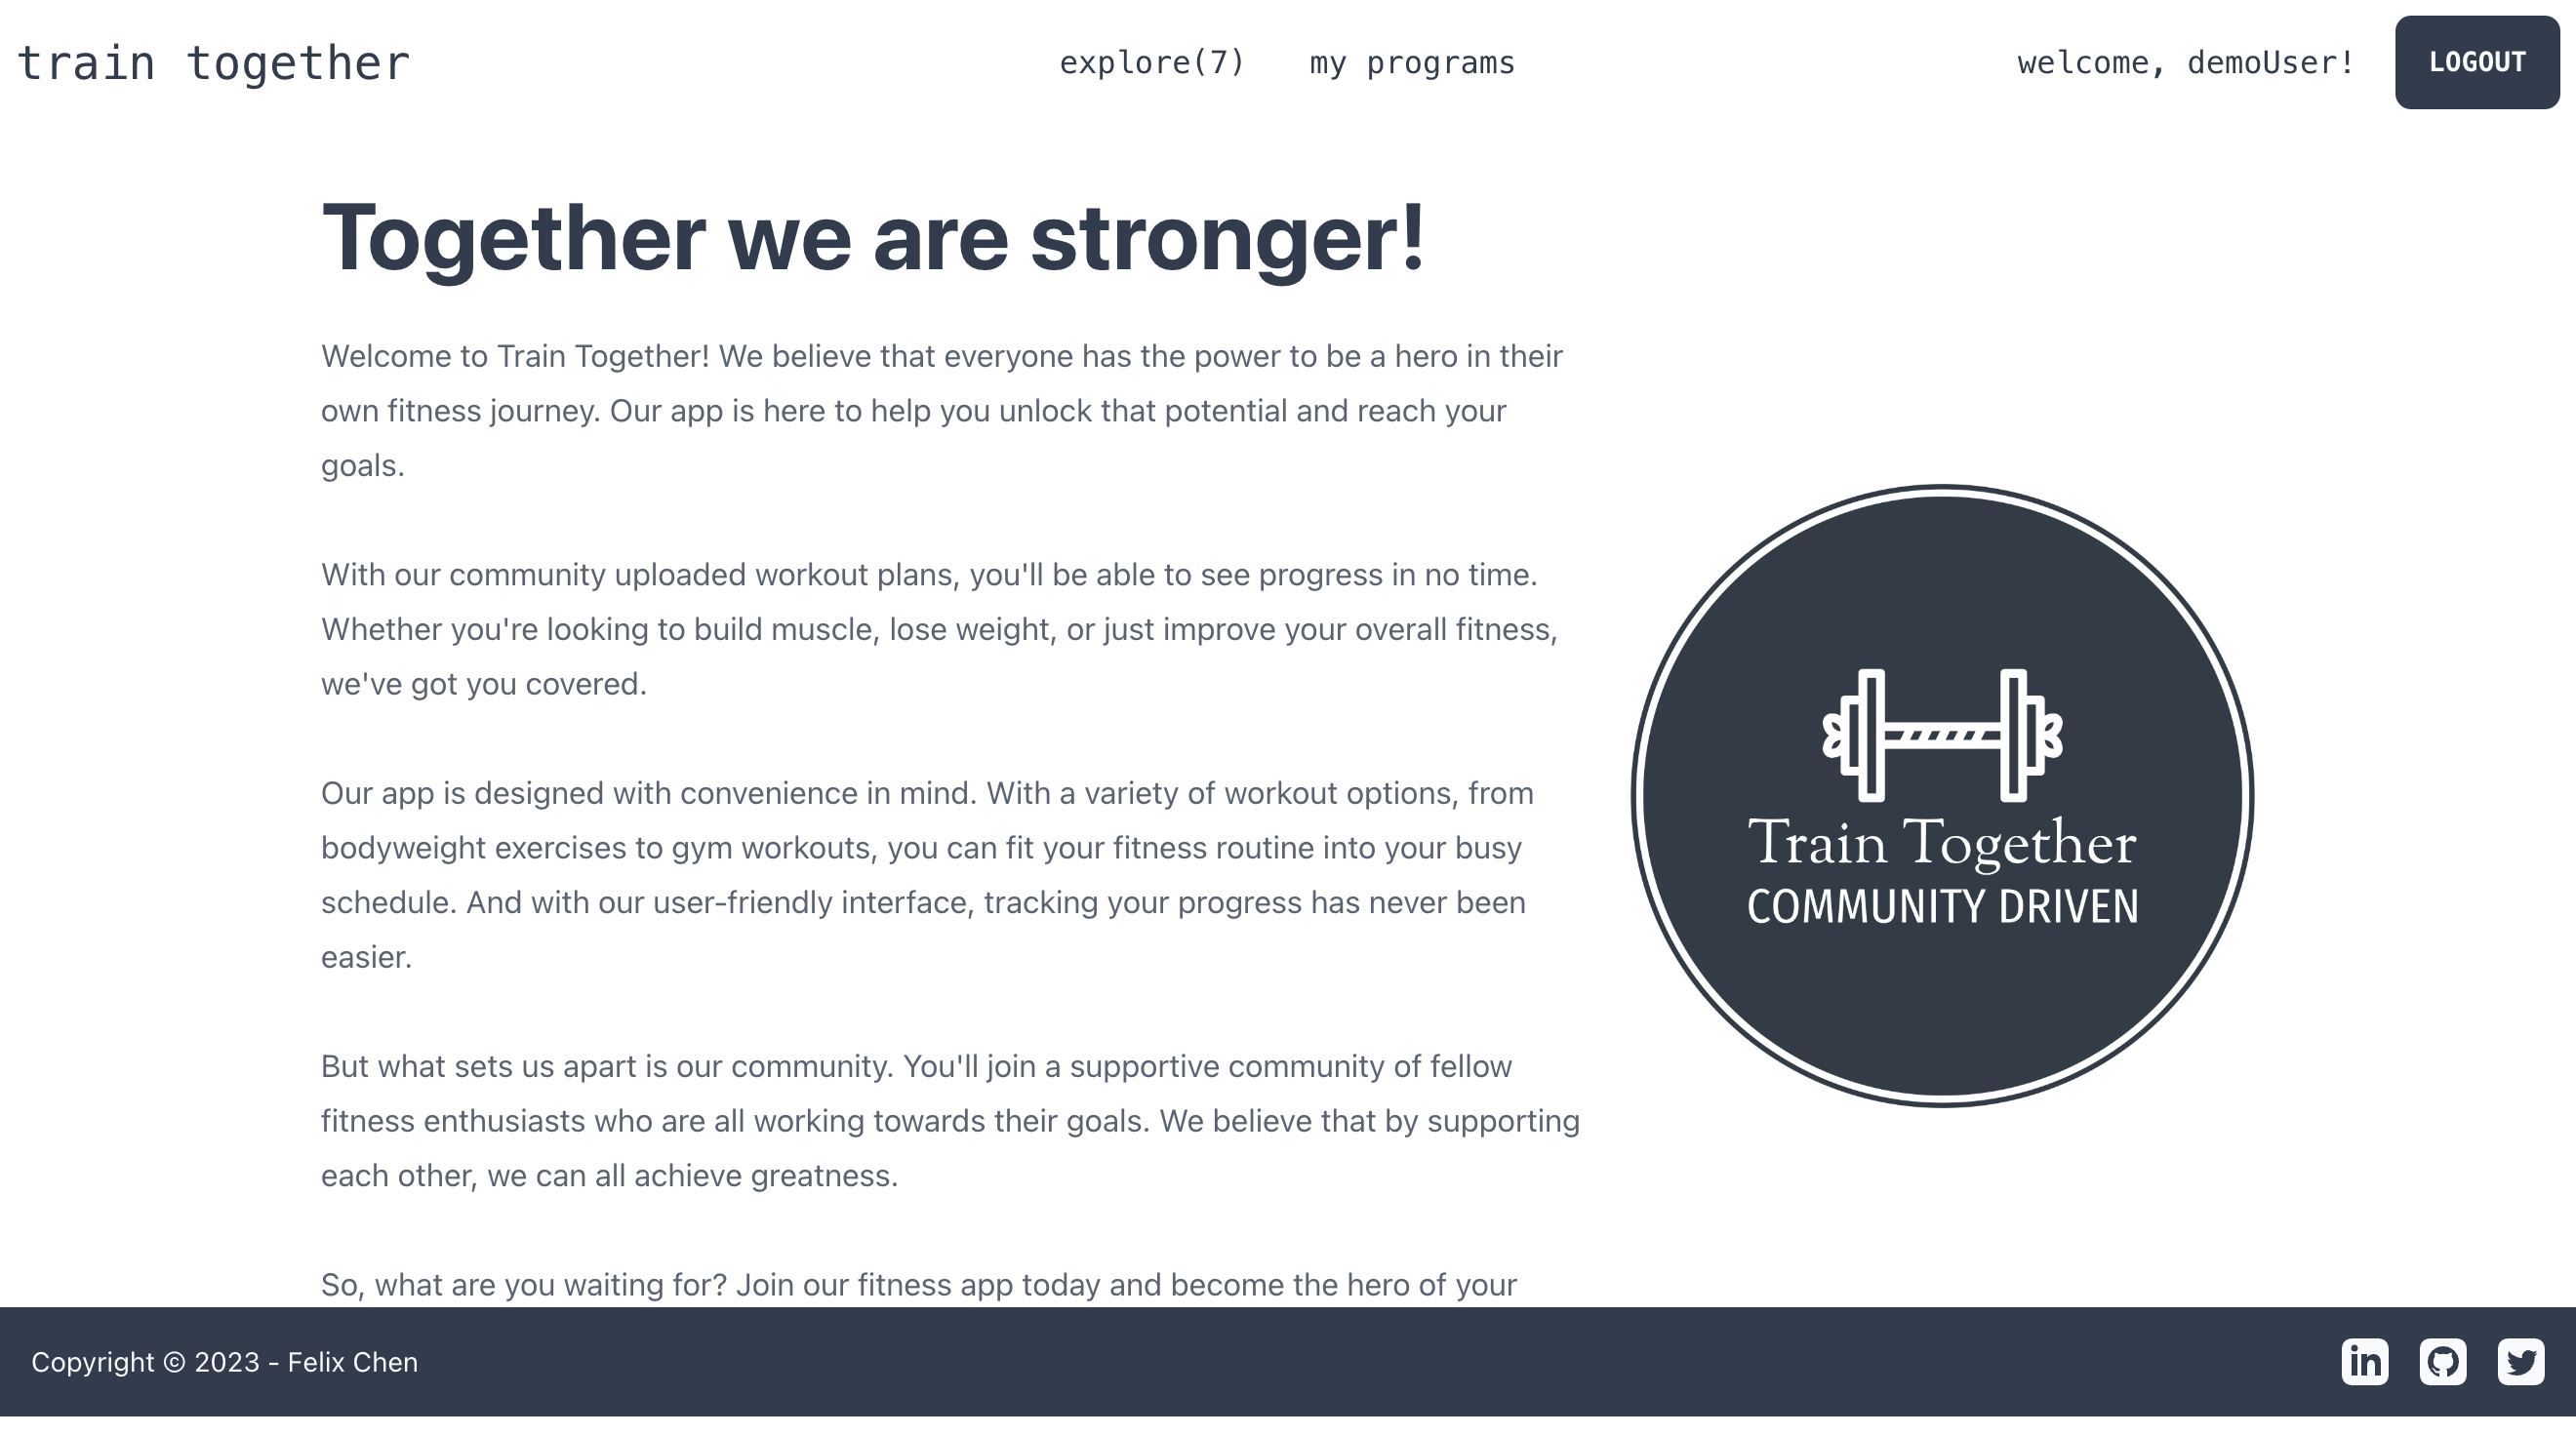 train together
explore(7)
my programs
welcome, demoUser!
LOGOUT
Together we are stronger!
Welcome to Train Together! We believe that everyone has the power to be a hero in their
own fitness journey. Our app is here to help you unlock that potential and reach your
goals.
With our community uploaded workout plans, you'll be able to see progress in no time.
Whether you're looking to build muscle, lose weight, or just improve your overall fitness,
we've got you covered.
Our app is designed with convenience in mind. With a variety of workout options, from
bodyweight exercises to gym workouts, you can fit your fitness routine into your busy
schedule. And with our user-friendly interface, tracking your progress has never been
easier.
But what sets us apart is our community. You'll join a supportive community of fellow
fitness enthusiasts who are all working towards their goals. We believe that by supporting
each other, we can all achieve greatness.
So, what are you waiting for? Join our fitness app today and become the hero of your
Train Together
COMMUNITY DRIVEN
Copyright © 2023 - Felix Chen
in